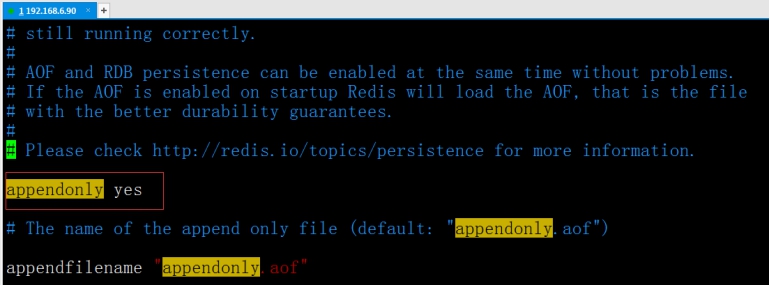 1 192.168.6.90 × +
# still running correctly.
#
# AOF and RDB persistence can be enabled at the same time without problems.
# If the AOF is enabled on startup Redis will load the AOF, that is the file
# with the better durability guarantees.
#
# Please check http://redis.io/topics/persistence for more information.
appendonly yes
# The name of the append only file (default: "appendonly.aof")
appendfilename "appendonly.aof"